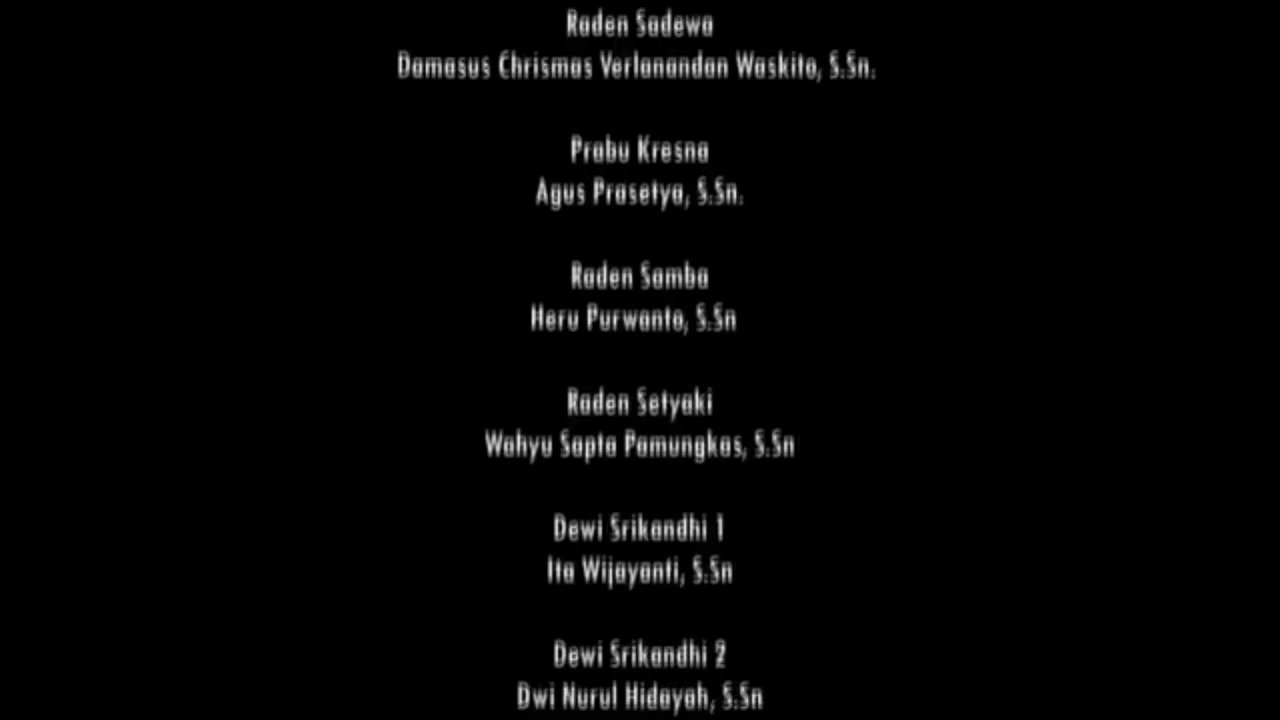 Raden Sadewa
Damasus Chrismas Verlanandan Waskito, S.Sn.
Prabu Kresna
Agus Prasetya, S.Sn.
Raden Samba
Heru Purwanto, S.Sn
Raden Setyaki
Wahyu Sapta Pamungkas, S.Sn
Dewi Srikandhi 1
Ita Wijayanti, S.Sn
Dewi Srikandhi 2
Dwi Nurul Hidayah, S.Sn